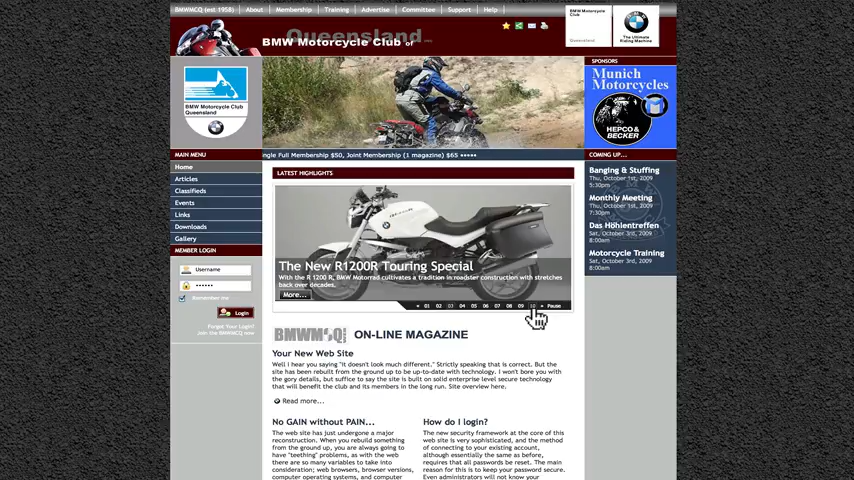 BMWMCQ (est 1958) About Membership Training Advertise Committee Support Help
Queensland
BMW Motorcycle Club of
BMW Motorcycle
Club
Queensland
BMW
The Ultimate
Riding Machine
SPONSORS
Munich
Motorcycles
HEPCO &
BECKER
BMW Motorcycle Club
Queensland
MAIN MENU
ngle Full Membership $50, Joint Membership (1 magazine) $65 •••••
COMING UP...
Home
Articles
Classifieds
Events
Links
Downloads
Gallery
MEMBER LOGIN
Username
••••••
Remember me
Login
Forgot Your Login?
Join the BMWMCQ now
LATEST HIGHLIGHTS
The New R1200R Touring Special
With the R 1200 R, BMW Motorrad cultivates a tradition in roadster construction with stretches
back over decades.
More...
◂ 01 02 03 04 05 06 07 08 09 10 ▸ Pause
Banging & Stuffing
Thu, October 1st, 2009
5:30pm
Monthly Meeting
Thu, October 1st, 2009
7:30pm
Das Höhlentreffen
Sat, October 3rd, 2009
8:00am
Motorcycle Training
Sat, October 3rd, 2009
8:00am
BMWMCQ ON-LINE MAGAZINE
Your New Web Site
Well I hear you saying "it doesn't look much different." Strictly speaking that is correct. But the
site has been rebuilt from the ground up to be up-to-date with technology. I won't bore you with
the gory details, but suffice to say the site is built on solid enterprise level secure technology
that will benefit the club and its members in the long run. Site overview here.
Read more...
No GAIN without PAIN...
The web site has just undergone a major
reconstruction. When you rebuild something
from the ground up, you are always going to
have "teething" problems, as with the web
there are so many variables to take into
consideration; web browsers, browser versions,
computer operating systems, and computer
How do I login?
The new security framework at the core of this
web site is very sophisticated, and the method
of connecting to your existing account,
although essentially the same as before,
requires that all passwords be reset. The main
reason for this is to keep your password secure.
Even administrators will not know your